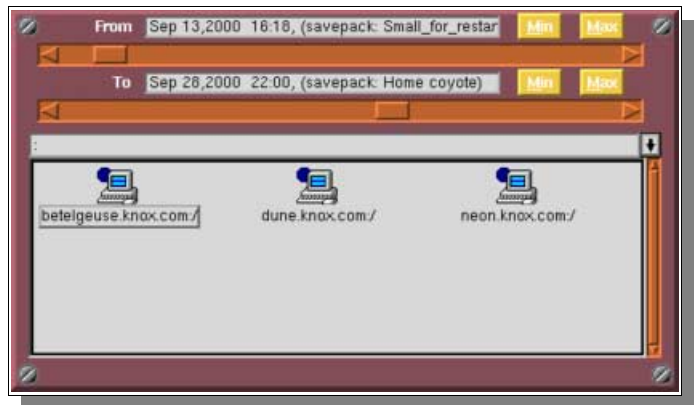 From Sep 13,2000 16:18, (savepack: Small_for_restar Min Max
To Sep 28,2000 22:00, (savepack: Home coyote) Min Max
:
betelgeuse.knox.com:/ dune.knox.com:/ neon.knox.com:/